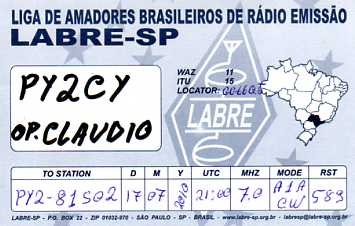 LIGA DE AMADORES BRASILEIROS DE RÁDIO EMISSÃO
LABRE-SP
PY2CY
OP. CLAUDIO
WAZ 11
ITU 15
LOCATOR:
LABRE
TO STATION D M Y UTC MHZ MODE RST
PY2-81502 17 07 2010 21:00 7.0 A1A CW 589
LABRE-SP - P.O. BOX 22 - ZIP 01032-970 - SÃO PAULO - SP - BRASIL - www.labre-sp.org.br - labresp@labre-sp.org.br